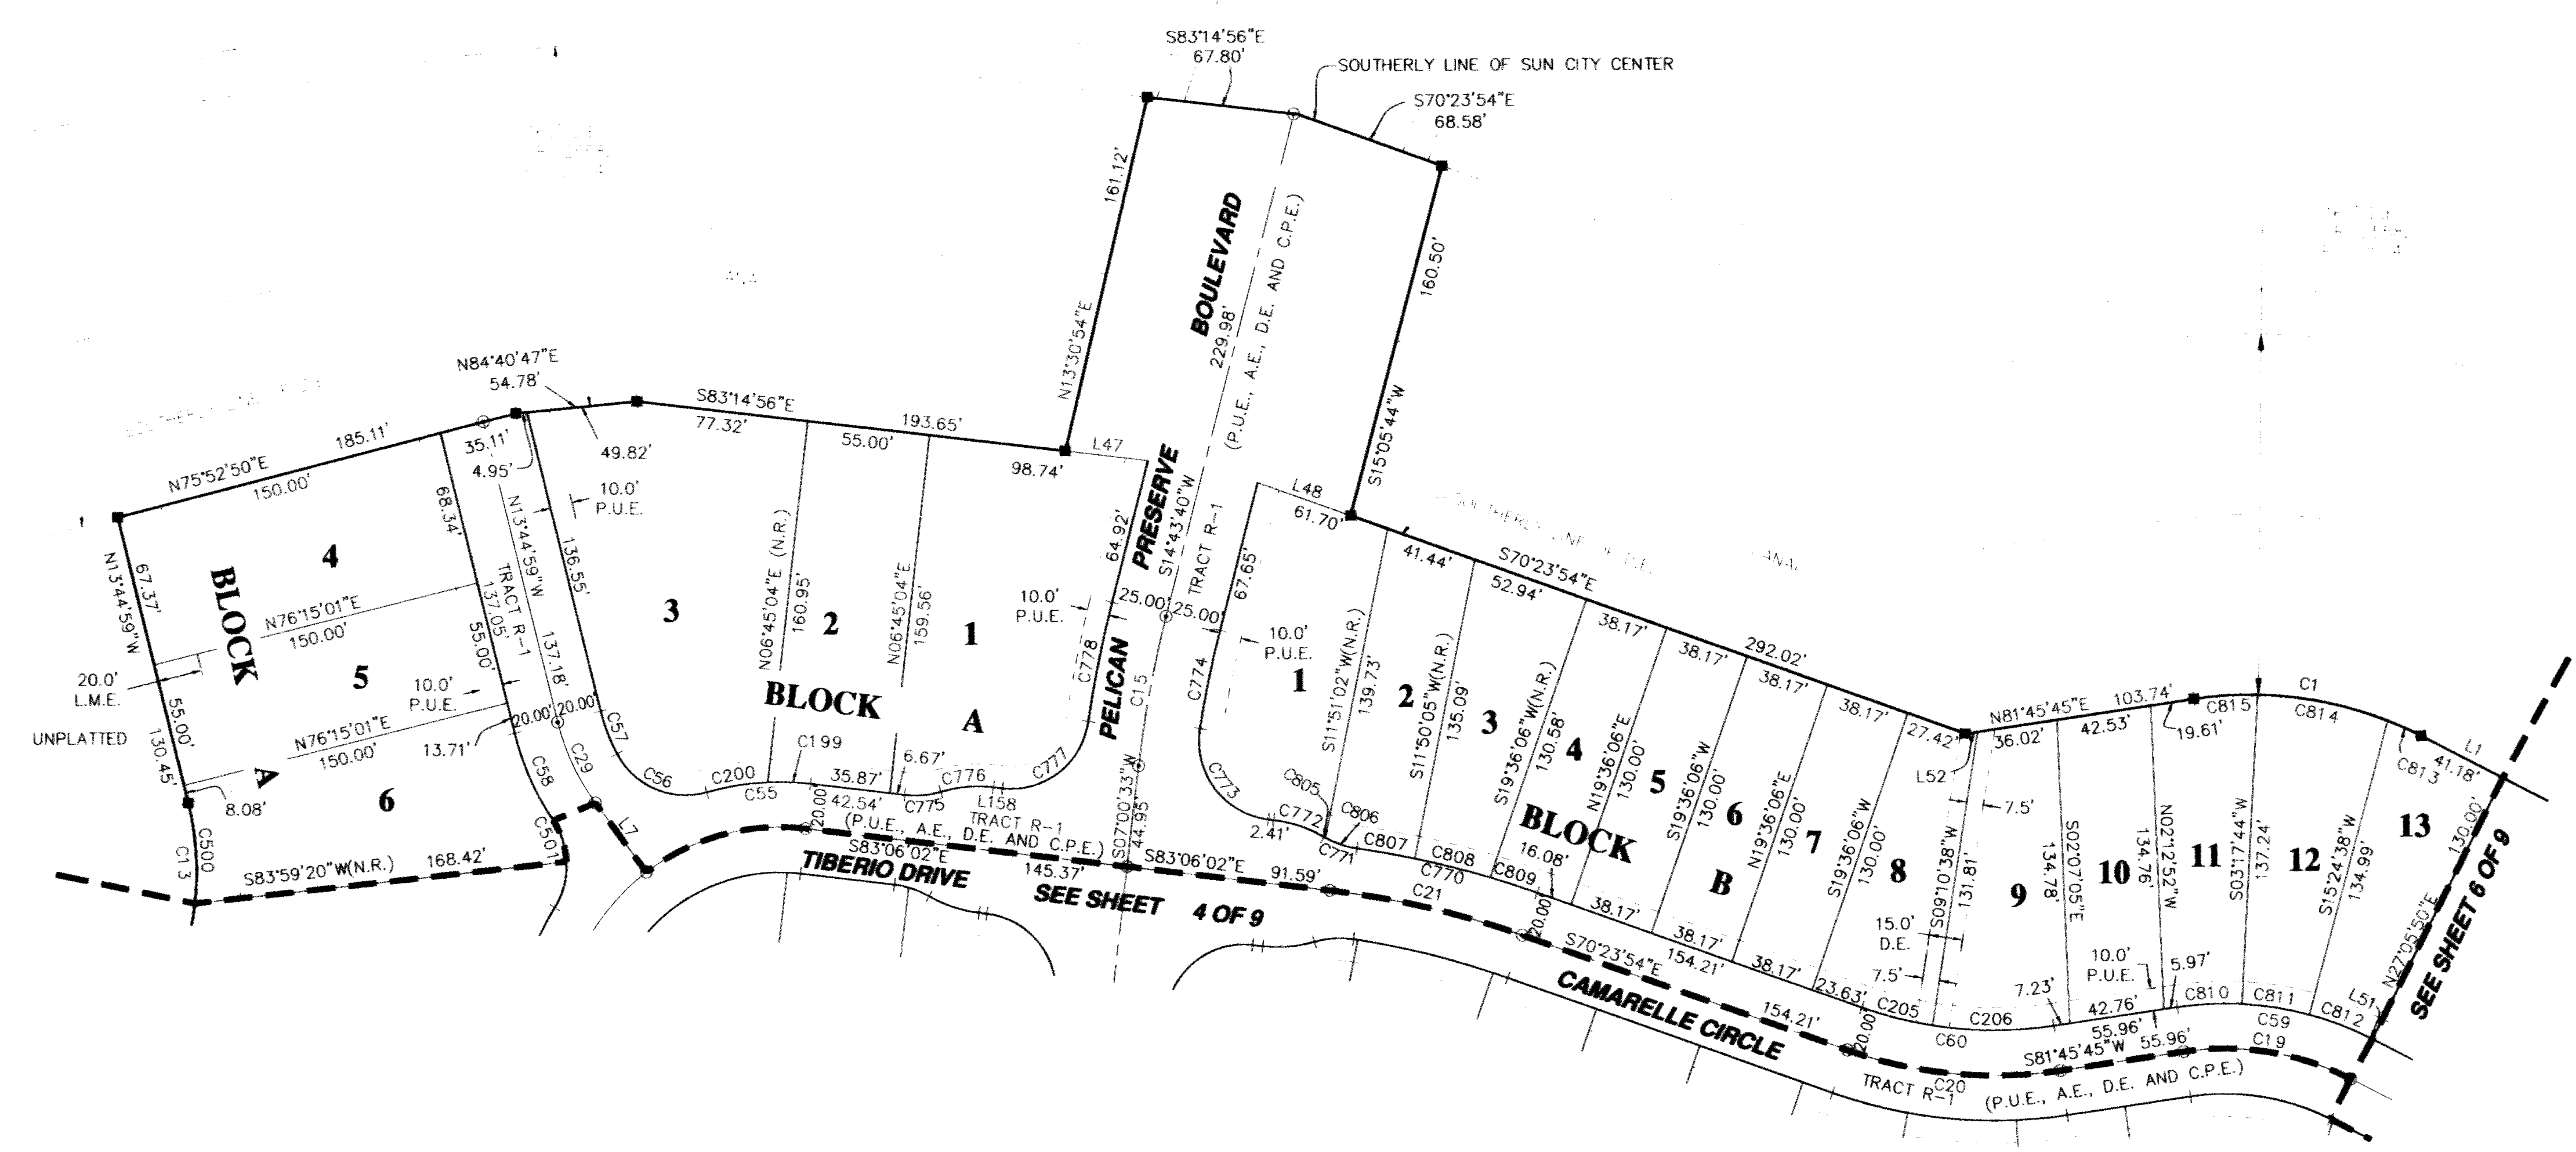 S83°14'56"E
67.80'
SOUTHERLY LINE OF SUN CITY CENTER
S70°23'54"E
68.58'
161.12'
N13°30'54"E
BOULEVARD
229.98'
(P.U.E., A.E., D.E. AND C.P.E.)
160.50'
S15°05'44"W
N84°40'47"E
54.78'
185.11'
N75°52'50"E
150.00'
35.11'
4.95'
49.82'
S83°14'56"E
77.32'
193.65'
55.00'
98.74'
L47
L48
61.70'
10.0'
P.U.E.
68.34'
N13°44'59"W
TRACT R-1
137.05'
137.18'
136.55'
4
BLOCK
N13°44'59"W
67.37'
N76°15'01"E
150.00'
20.0'
L.M.E.
UNPLATTED
55.00'
130.45'
5
10.0'
P.U.E.
55.00'
20.00'
20.00'
N76°15'01"E
150.00'
13.71'
A
8.08'
6
C500
C113
C58
C29
C501
L7
S83°59'20"W(N.R.)
168.42'
3
N06°45'04"E (N.R.)
160.95'
2
N06°45'04"E
159.56'
1
10.0'
P.U.E.
64.92'
PELICAN
PRESERVE
S14°43'40"W
TRACT R-1
67.65'
25.00'
25.00'
C778
C15
C774
10.0'
P.U.E.
BLOCK
A
C57
C56
C200
C199
C55
6.67'
35.87'
42.54'
20.00'
C775
C776
C777
L158
TRACT R-1
(P.U.E., A.E., D.E. AND C.P.E.)
S83°06'02"E
145.37'
S07°00'33"W
44.95'
TIBERIO DRIVE
SEE SHEET 4 OF 9
S83°06'02"E
91.59'
C773
C772
2.41'
C771
C805
C806
C807
C808
C770
C809
C21
1
S11°51'02"W(N.R.)
139.73'
2
S11°50'05"W(N.R.)
135.09'
3
S19°36'06"W(N.R.)
130.58'
4
N19°36'06"E
130.00'
5
S19°36'06"W
130.00'
6
N19°36'06"E
130.00'
7
S19°36'06"W
130.00'
8
41.44'
S70°23'54"E
52.94'
38.17'
38.17'
292.02'
38.17'
38.17'
27.42'
BLOCK
B
16.08'
38.17'
38.17'
38.17'
23.63'
20.00'
S70°23'54"E
154.21'
154.21'
20.00'
CAMARELLE CIRCLE
N81°45'45"E
103.74'
36.02'
42.53'
19.61'
L52
7.5'
S09°10'38"W
131.81'
15.0'
D.E.
7.5'
9
S02°07'05"E
134.78'
10
N02°12'52"W
134.76'
11
S03°17'44"W
137.24'
12
S15°24'38"W
134.99'
13
C815
C1
C814
C813
L1
41.18'
130.00'
N27°05'50"E
L51
SEE SHEET 6 OF 9
C205
C206
C60
7.23'
10.0'
P.U.E.
5.97'
42.76'
55.96'
S81°45'45"W
55.96'
C810
C811
C812
C59
C19
C20
TRACT R-1
(P.U.E., A.E., D.E. AND C.P.E.)